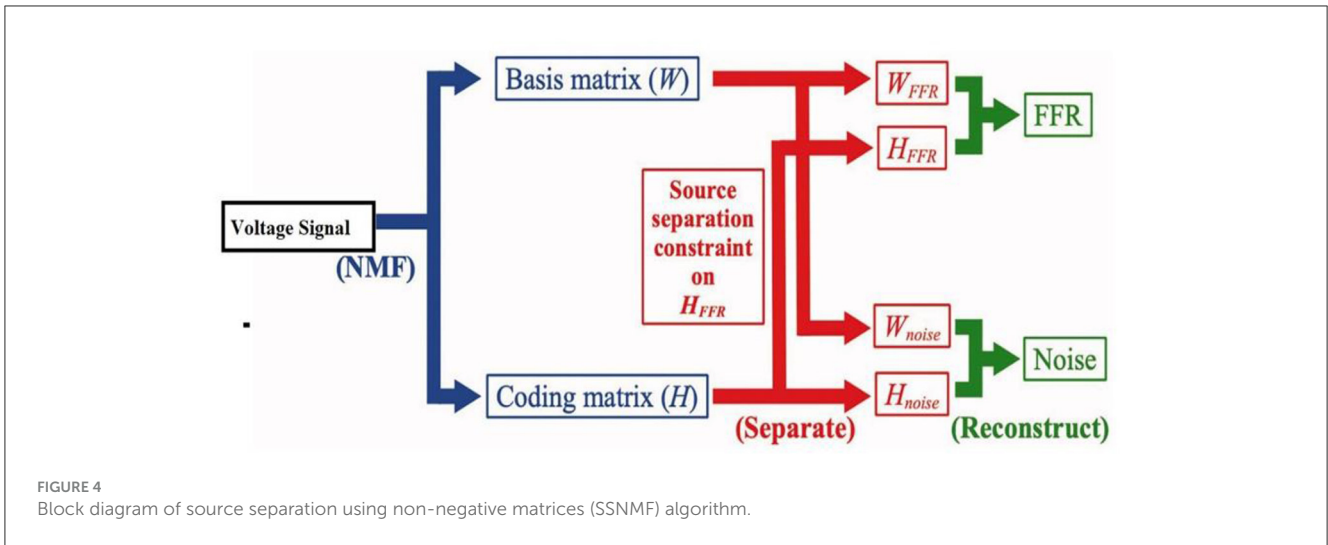 Basis matrix (W)
W_FFR
FFR
H_FFR
Source
separation
constraint
on
H_FFR
Voltage Signal
(NMF)
W_noise
Noise
Coding matrix (H)
H_noise
(Separate)
(Reconstruct)
FIGURE 4
Block diagram of source separation using non-negative matrices (SSNMF) algorithm.